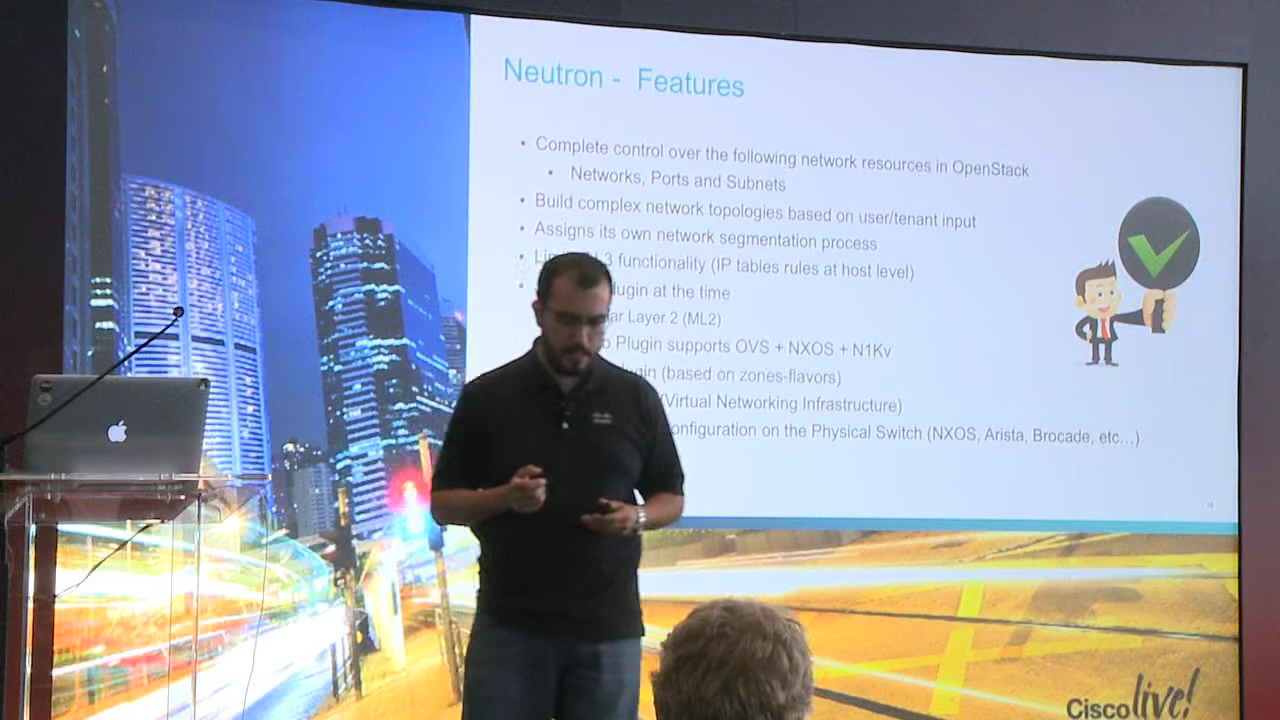 Neutron - Features
• Complete control over the following network resources in OpenStack
• Networks, Ports and Subnets
• Build complex network topologies based on user/tenant input
• Assigns its own network segmentation process
functionality (IP tables rules at host level)
at the time
Layer 2 (ML2)
Plugin supports OVS + NXOS + N1Kv
(based on zones-flavors)
(Virtual Networking Infrastructure)
on the Physical Switch (NXOS, Arista, Brocade, etc…)
Cisco live!